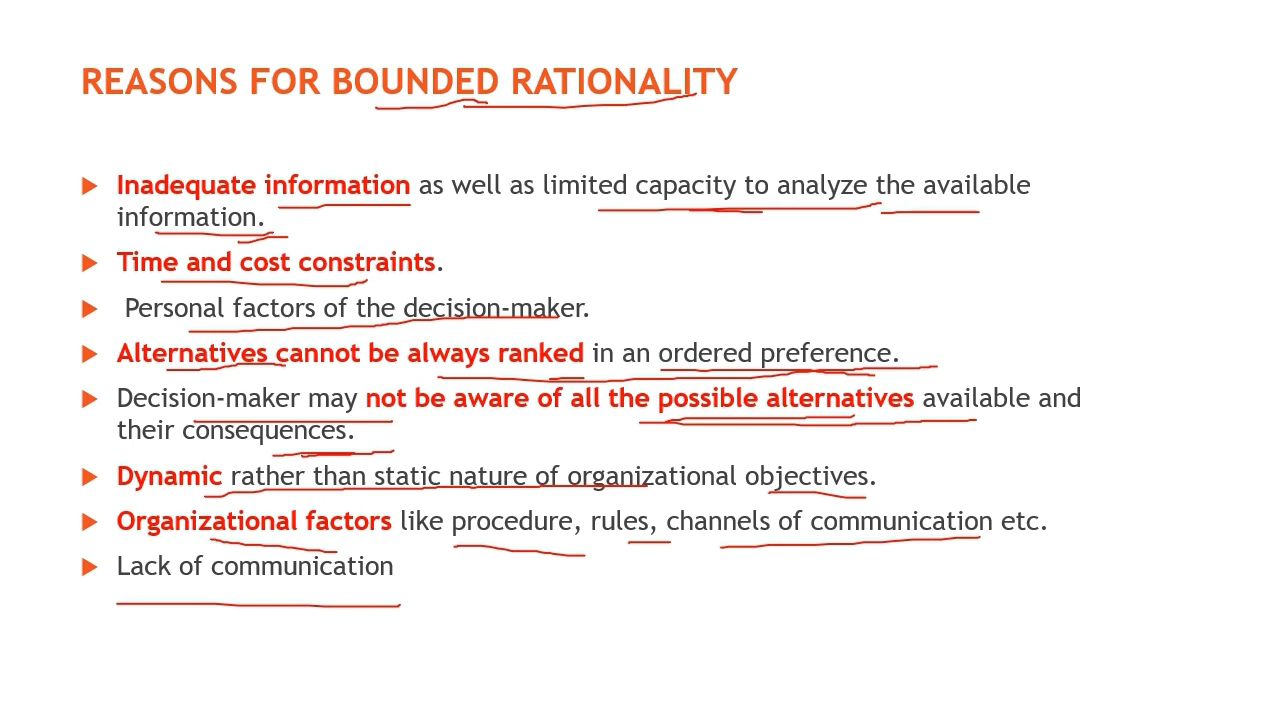 REASONS FOR BOUNDED RATIONALITY
Inadequate information as well as limited capacity to analyze the available
information.
Time and cost constraints.
Personal factors of the decision-maker.
Alternatives cannot be always ranked in an ordered preference.
Decision-maker may not be aware of all the possible alternatives available and
their consequences.
Dynamic rather than static nature of organizational objectives.
Organizational factors like procedure, rules, channels of communication etc.
Lack of communication